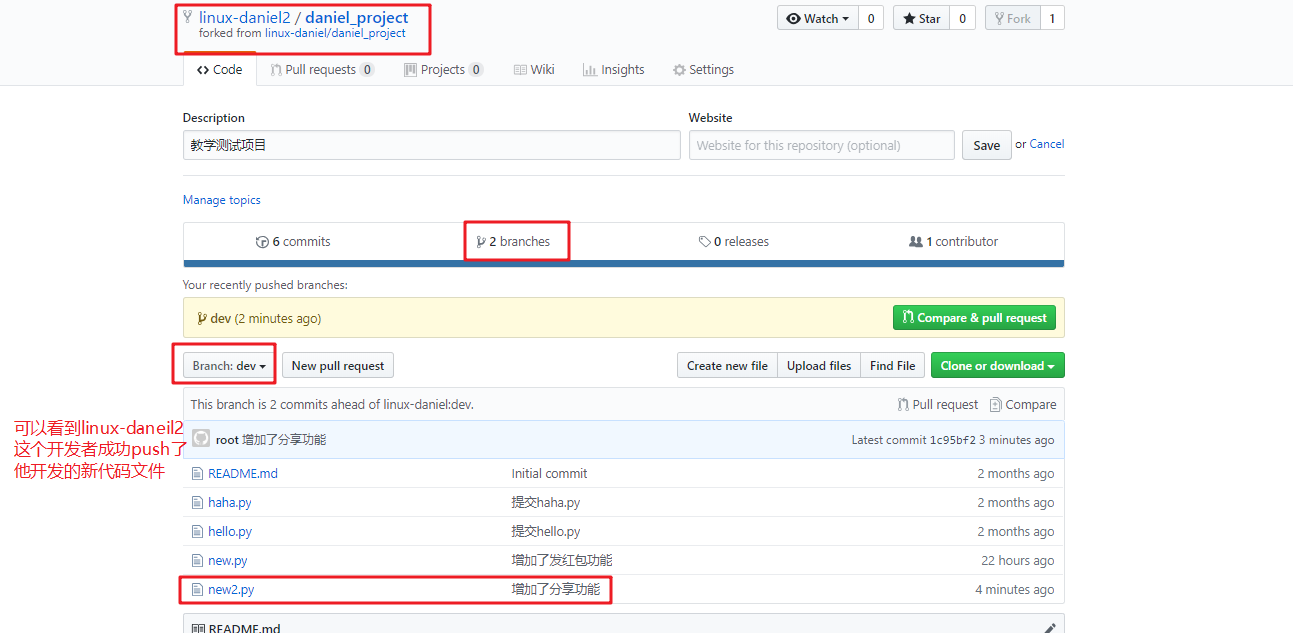 linux-daniel2 / daniel_project
forked from linux-daniel/daniel_project
Watch 0 Star 0 Fork 1
Code Pull requests 0 Projects 0 Wiki Insights Settings
Description Website
教学测试项目 Website for this repository (optional) Save or Cancel
Manage topics
6 commits 2 branches 0 releases 1 contributor
Your recently pushed branches:
dev (2 minutes ago) Compare & pull request
Branch: dev New pull request Create new file Upload files Find File Clone or download
This branch is 2 commits ahead of linux-daniel:dev. Pull request Compare
可以看到linux-daneil2
这个开发者成功push了
他开发的新代码文件
root 增加了分享功能 Latest commit 1c95bf2 3 minutes ago
README.md Initial commit 2 months ago
haha.py 提交haha.py 2 months ago
hello.py 提交hello.py 2 months ago
new.py 增加了发红包功能 22 hours ago
new2.py 增加了分享功能 4 minutes ago
README.md